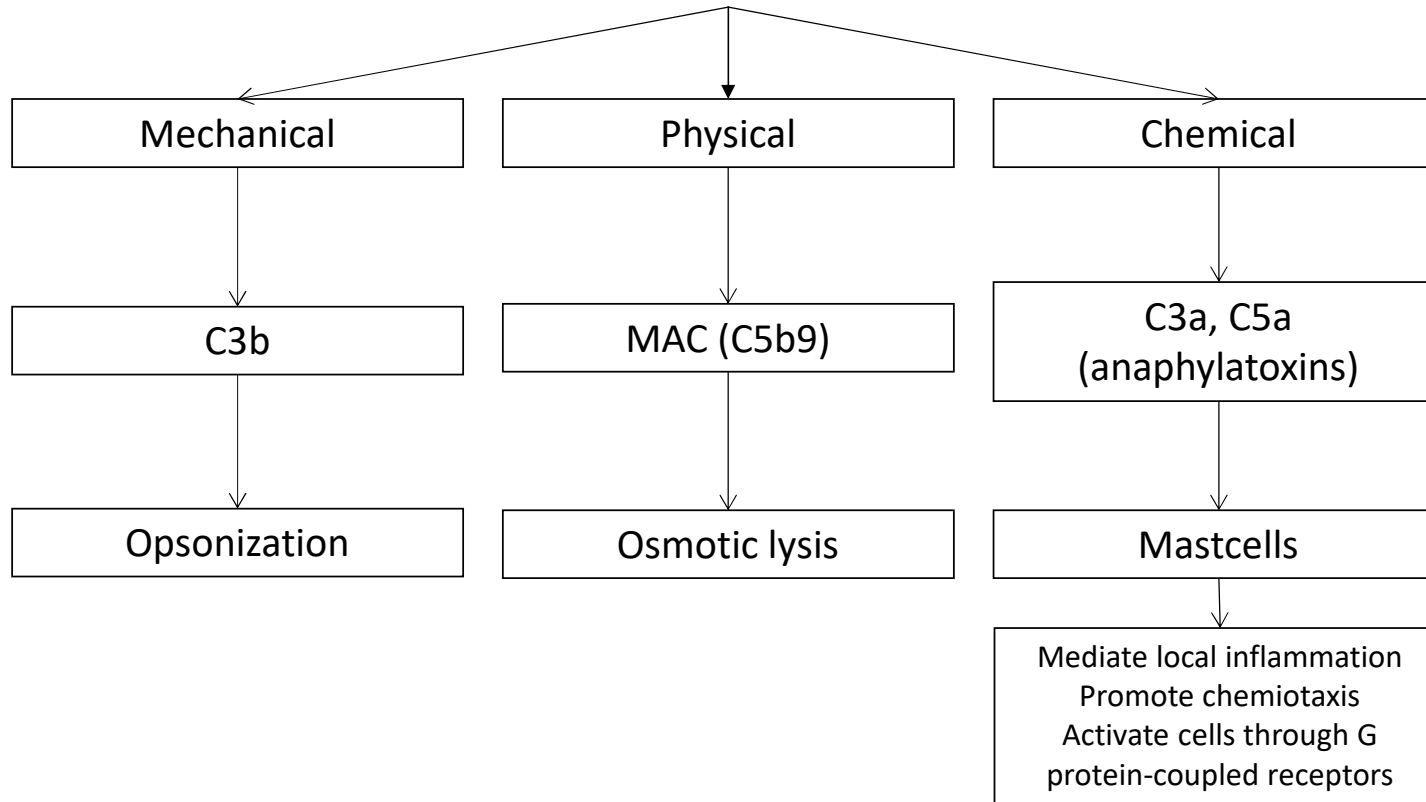 Mechanical
Physical
Chemical
C3b
MAC (C5b9)
C3a, C5a
(anaphylatoxins)
Opsonization
Osmotic lysis
Mastcells
Mediate local inflammation
Promote chemiotaxis
Activate cells through G
protein-coupled receptors